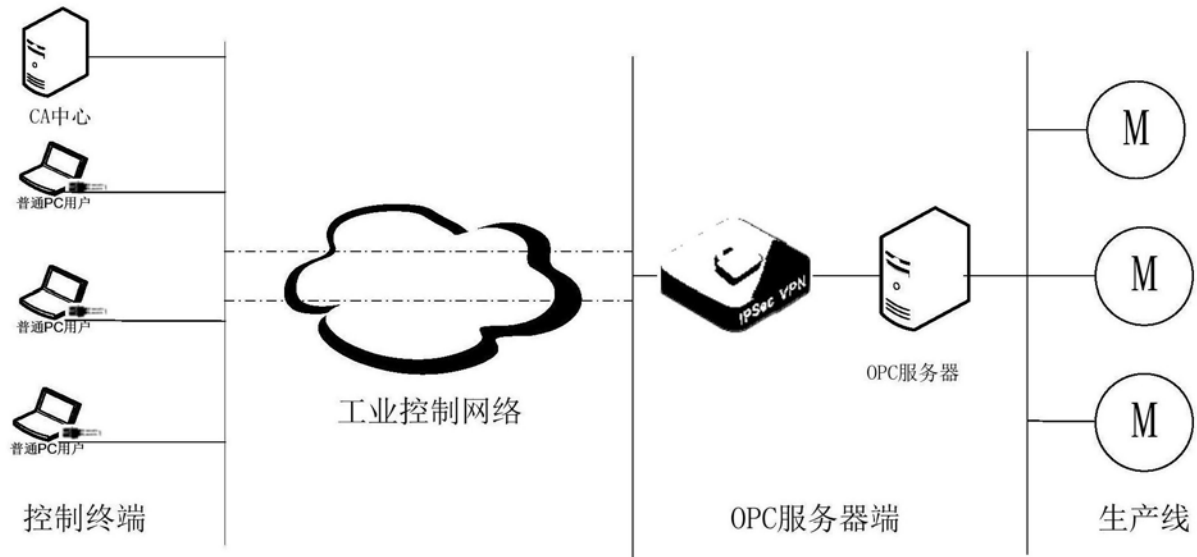 CA中心
普通PC用户
普通PC用户
普通PC用户
控制终端
工业控制网络
IPSec VPN
OPC服务器
OPC服务器端
M
M
M
生产线